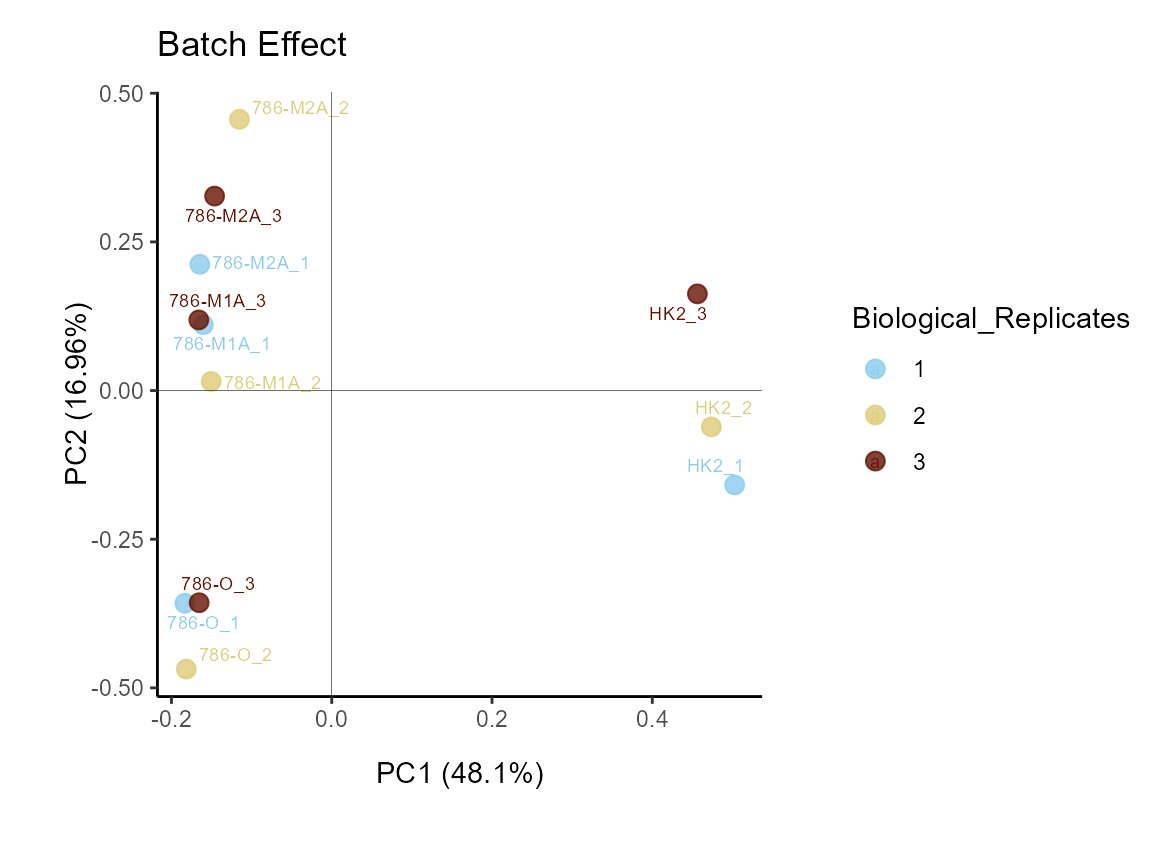 Batch Effect
0.50
786-M2A_2
786-M2A_3
0.25
786-M2A_1
786-M1A_3
786-M1A_1
HK2_3
Biological_Replicates
PC2 (16.96%)
a 1
0.00
786-M1A_2
HK2_2
a 2
HK2_1
a 3
-0.25
786-O_3
786-O_1
786-O_2
-0.50
-0.2 0.0 0.2 0.4
PC1 (48.1%)